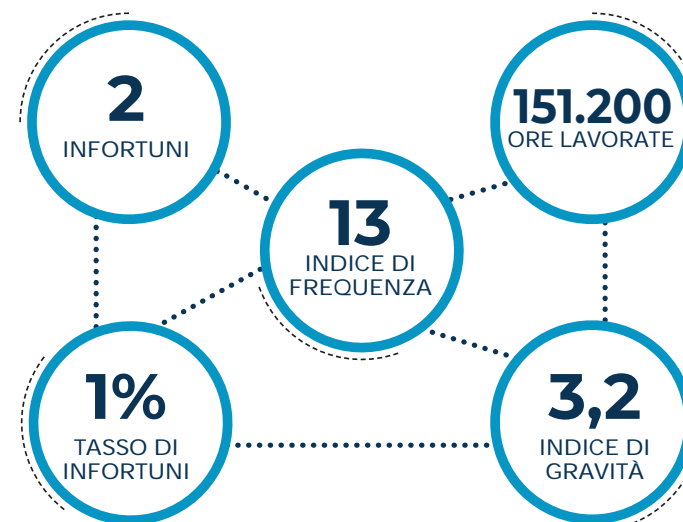 2
INFORTUNI
151.200
ORE LAVORATE
13
INDICE DI
FREQUENZA
1%
TASSO DI
INFORTUNI
3,2
INDICE DI
GRAVITÀ